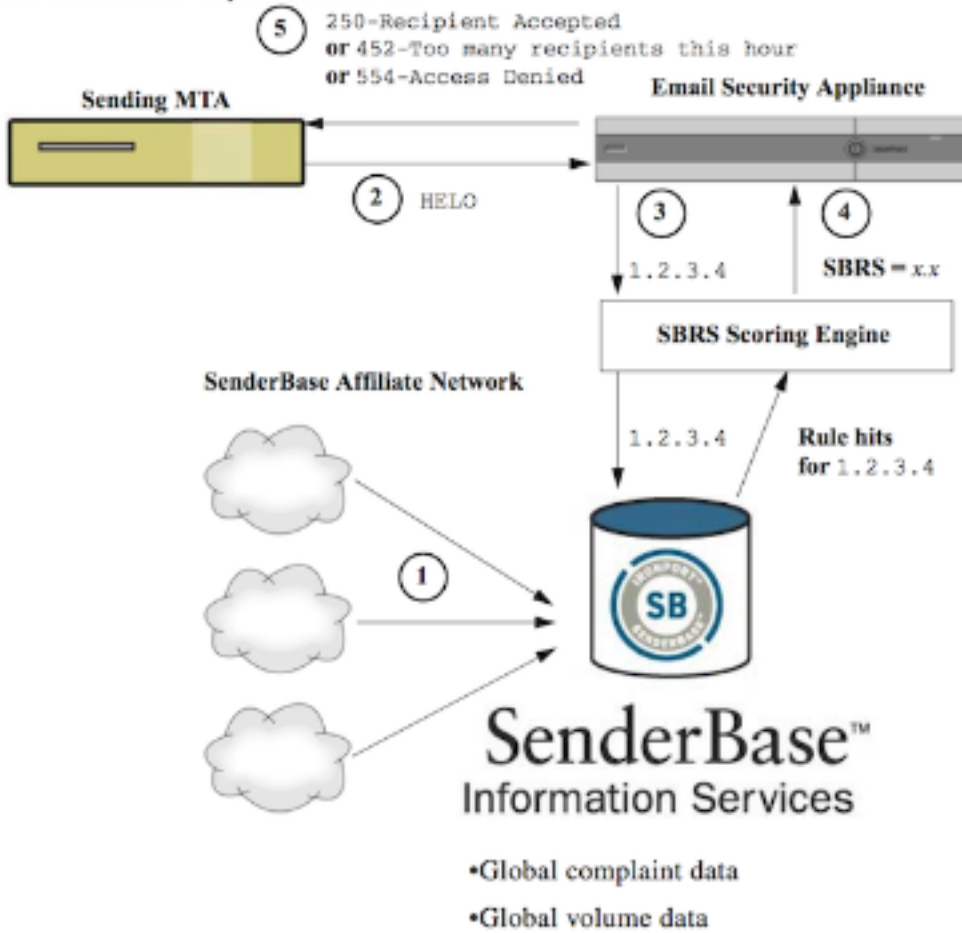 5
250-Recipient Accepted
or 452-Too many recipients this hour
or 554-Access Denied
Sending MTA
Email Security Appliance
2
HELO
3
4
1.2.3.4
SBRS = x.x
SBRS Scoring Engine
SenderBase Affiliate Network
1.2.3.4
Rule hits
for 1.2.3.4
1
IRONPORT
SB
SENDERBASE
SenderBase™
Information Services
•Global complaint data
•Global volume data